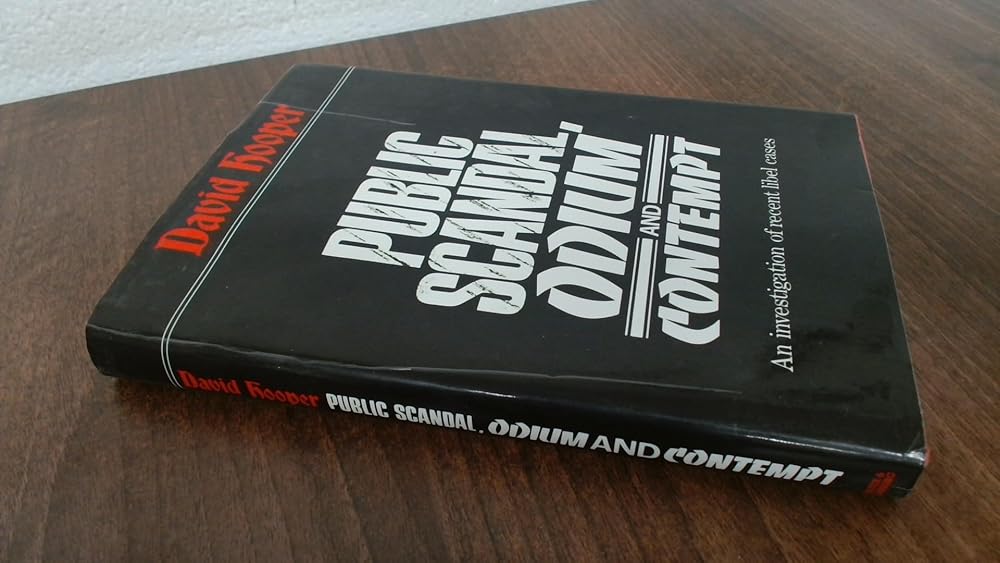 David Hooper
PUBLIC
SCANDAL,
ODIUM
AND
CONTEMPT
An investigation of recent libel cases
David Hooper PUBLIC SCANDAL, ODIUM AND CONTEMPT